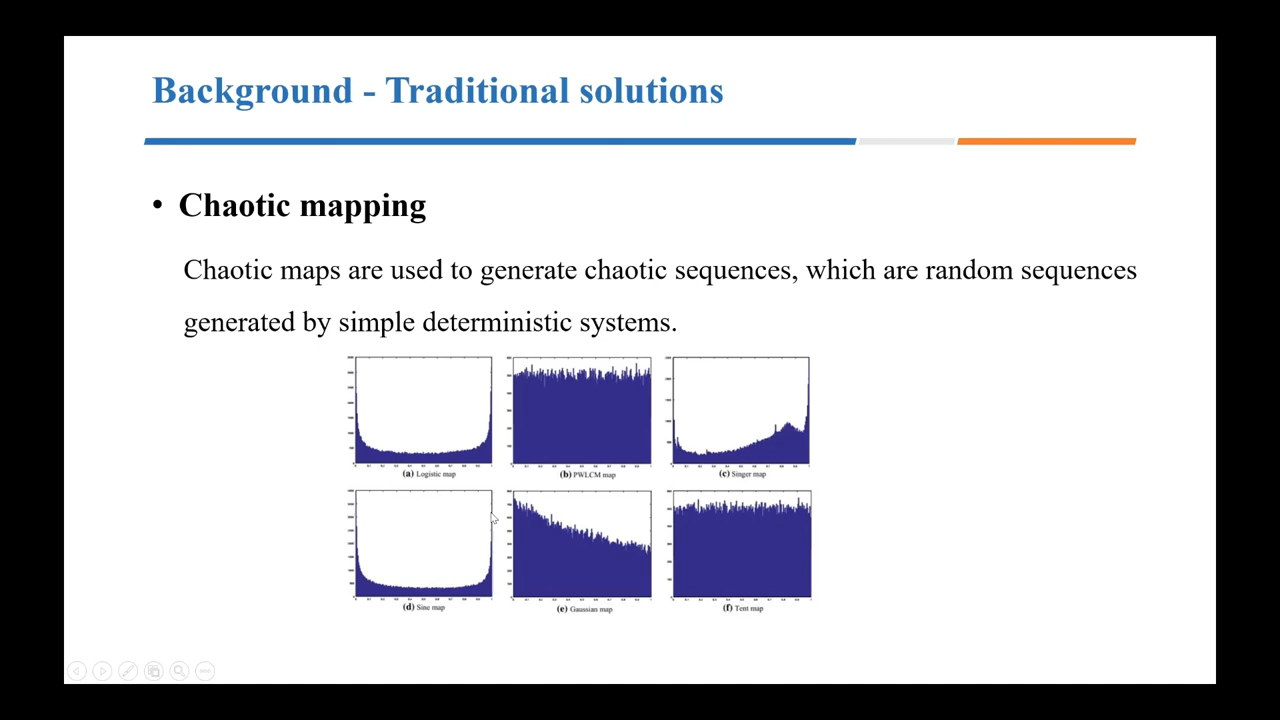 Background - Traditional solutions
• Chaotic mapping
Chaotic maps are used to generate chaotic sequences, which are random sequences
generated by simple deterministic systems.
(a) Logistic map
(b) PWLCM map
(c) Singer map
(d) Sine map
(e) Gaussian map
(f) Tent map